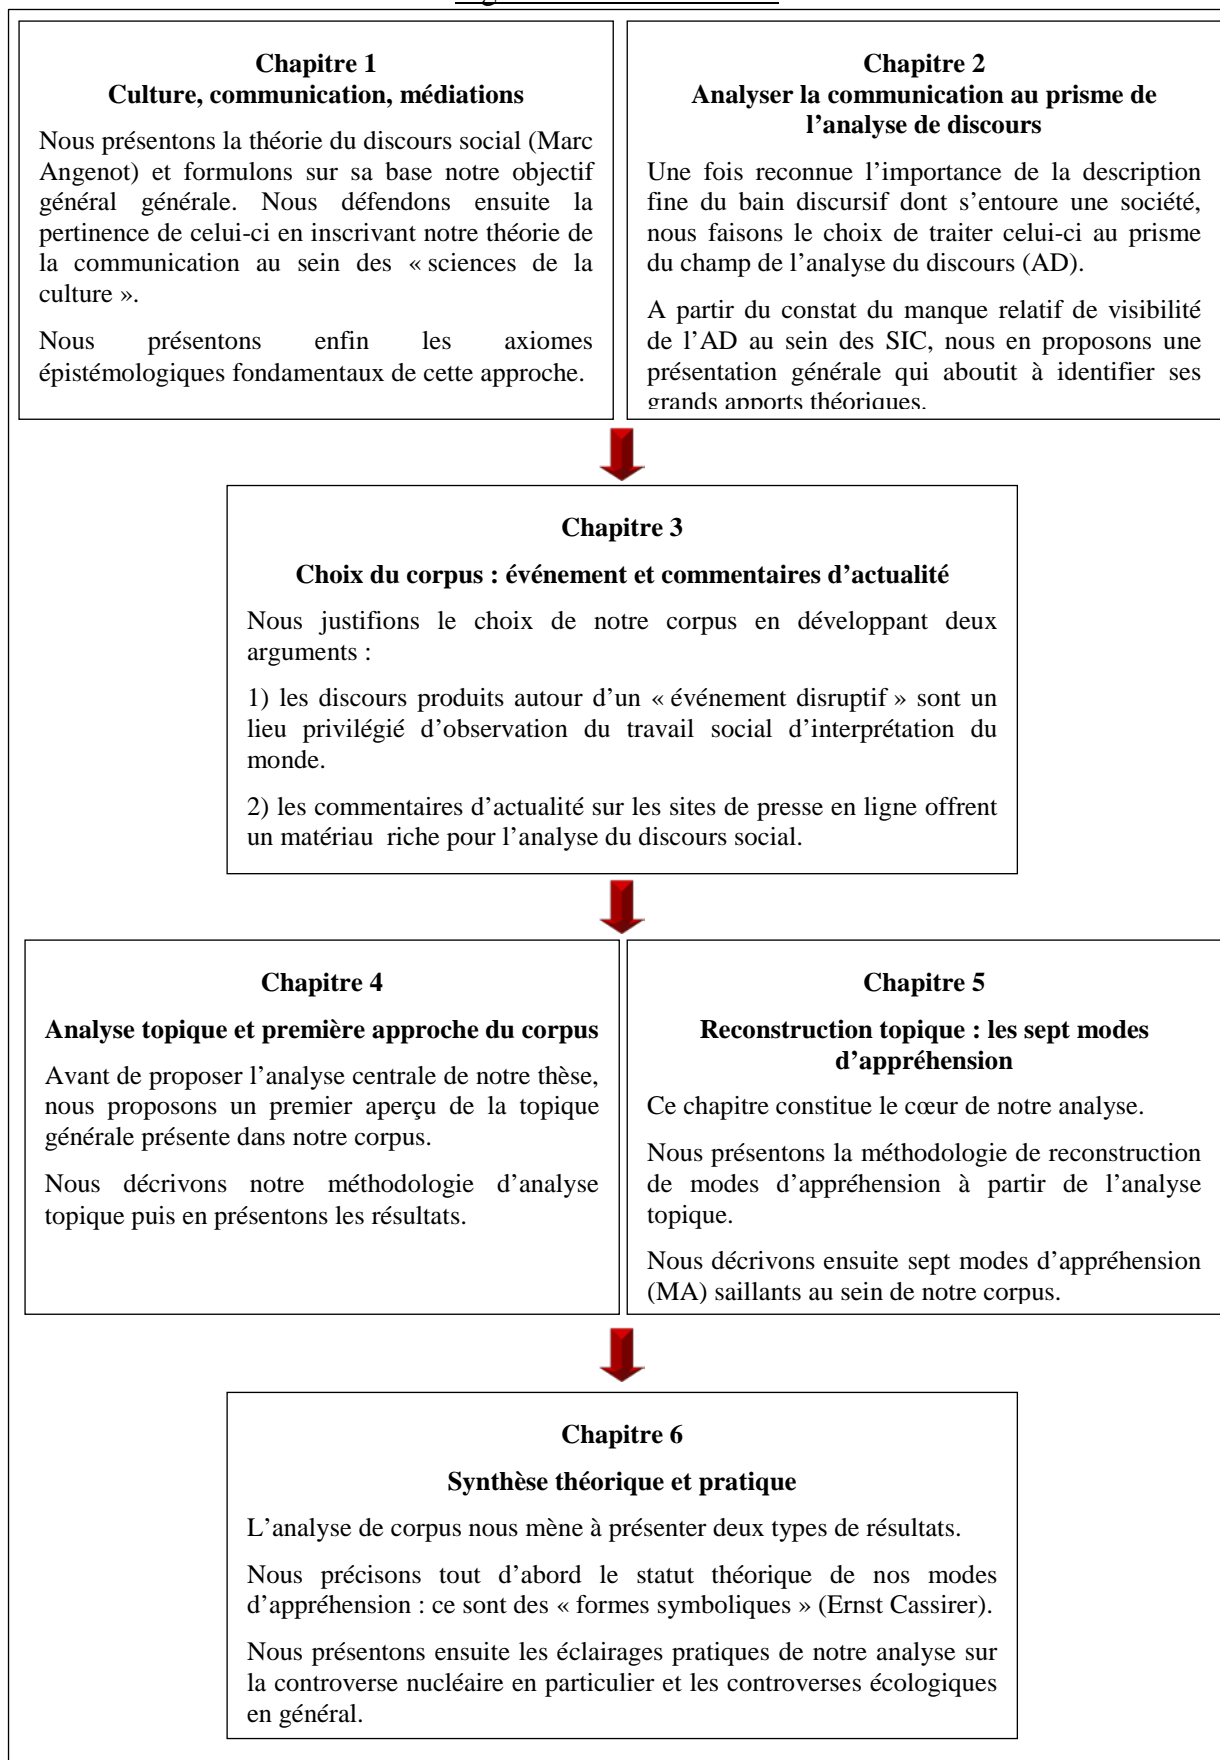 Chapitre 1
Culture, communication, médiations
Nous présentons la théorie du discours social (Marc
Angenot) et formulons sur sa base notre objectif
général générale. Nous défendons ensuite la
pertinence de celui-ci en inscrivant notre théorie de
la communication au sein des « sciences de la
culture ».
Nous présentons enfin les axiomes
épistémologiques fondamentaux de cette approche.
Chapitre 2
Analyser la communication au prisme de
l’analyse de discours
Une fois reconnue l’importance de la description
fine du bain discursif dont s’entoure une société,
nous faisons le choix de traiter celui-ci au prisme
du champ de l’analyse du discours (AD).
A partir du constat du manque relatif de visibilité
de l’AD au sein des SIC, nous en proposons une
présentation générale qui aboutit à identifier ses
grands apports théoriques.
Chapitre 3
Choix du corpus : événement et commentaires d’actualité
Nous justifions le choix de notre corpus en développant deux
arguments :
1) les discours produits autour d’un « événement disruptif » sont un
lieu privilégié d’observation du travail social d’interprétation du
monde.
2) les commentaires d’actualité sur les sites de presse en ligne offrent
un matériau riche pour l’analyse du discours social.
Chapitre 4
Analyse topique et première approche du corpus
Avant de proposer l’analyse centrale de notre thèse,
nous proposons un premier aperçu de la topique
générale présente dans notre corpus.
Nous décrivons notre méthodologie d’analyse
topique puis en présentons les résultats.
Chapitre 5
Reconstruction topique : les sept modes
d’appréhension
Ce chapitre constitue le cœur de notre analyse.
Nous présentons la méthodologie de reconstruction
de modes d’appréhension à partir de l’analyse
topique.
Nous décrivons ensuite sept modes d’appréhension
(MA) saillants au sein de notre corpus.
Chapitre 6
Synthèse théorique et pratique
L’analyse de corpus nous mène à présenter deux types de résultats.
Nous précisons tout d’abord le statut théorique de nos modes
d’appréhension : ce sont des « formes symboliques » (Ernst Cassirer).
Nous présentons ensuite les éclairages pratiques de notre analyse sur
la controverse nucléaire en particulier et les controverses écologiques
en général.